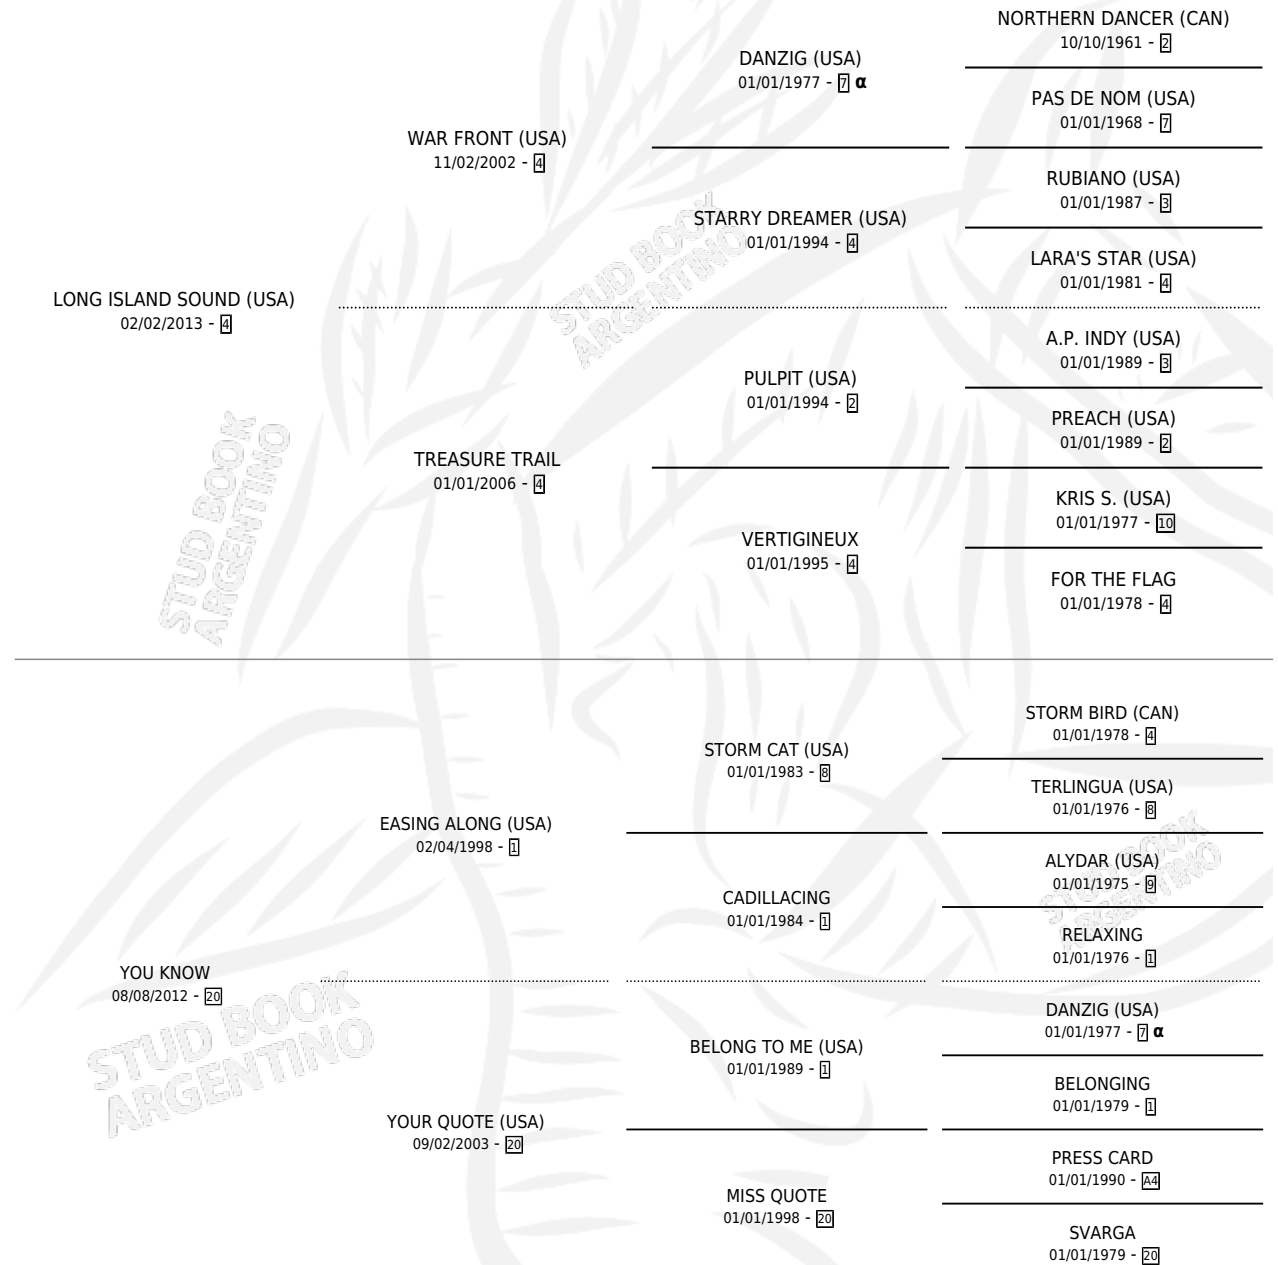 NORTHERN DANCER (CAN)
10/10/1961 - 2
DANZIG (USA)
01/01/1977 - 7 α
PAS DE NOM (USA)
01/01/1968 - 7
WAR FRONT (USA)
11/02/2002 - 4
RUBIANO (USA)
01/01/1987 - 3
STARRY DREAMER (USA)
01/01/1994 - 4
LARA'S STAR (USA)
01/01/1981 - 4
LONG ISLAND SOUND (USA)
02/02/2013 - 4
A.P. INDY (USA)
01/01/1989 - 3
PULPIT (USA)
01/01/1994 - 2
PREACH (USA)
01/01/1989 - 2
TREASURE TRAIL
01/01/2006 - 4
KRIS S. (USA)
01/01/1977 - 10
VERTIGINEUX
01/01/1995 - 4
FOR THE FLAG
01/01/1978 - 4
STORM BIRD (CAN)
01/01/1978 - 4
STORM CAT (USA)
01/01/1983 - 8
TERLINGUA (USA)
01/01/1976 - 8
EASING ALONG (USA)
02/04/1998 - 1
ALYDAR (USA)
01/01/1975 - 9
CADILLACING
01/01/1984 - 1
RELAXING
01/01/1976 - 1
YOU KNOW
08/08/2012 - 20
DANZIG (USA)
01/01/1977 - 7 α
BELONG TO ME (USA)
01/01/1989 - 1
BELONGING
01/01/1979 - 1
YOUR QUOTE (USA)
09/02/2003 - 20
PRESS CARD
01/01/1990 - A4
MISS QUOTE
01/01/1998 - 20
SVARGA
01/01/1979 - 20
STUD BOOK
ARGENTINO
STUD BOOK
ARGENTINO
STUD BOOK
ARGENTINO
STUD BOOK
ARGENTINO